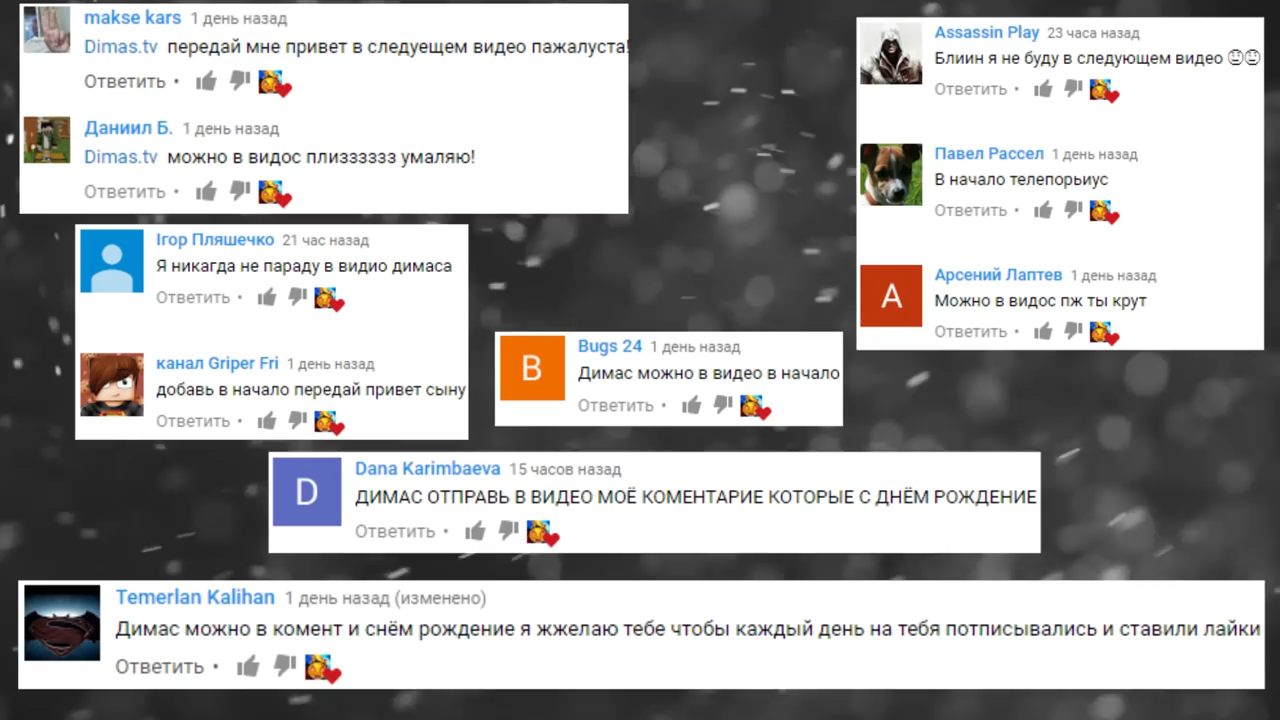 makse kars 1 день назад
Dimas.tv передай мне привет в следуещем видео пажалуста!
Ответить •
Даниил Б. 1 день назад
Dimas.tv можно в видос плиззззззз умаляю!
Ответить •
Assassin Play 23 часа назад
Блиин я не буду в следующем видео 😢😢
Ответить •
Павел Рассел 1 день назад
В начало телепорьиус
Ответить •
Арсений Лаптев 1 день назад
А
Можно в видос пж ты крут
Ответить •
Ігор Пляшечко 21 час назад
Я никагда не параду в видио димаса
Ответить •
канал Griper Fri 1 день назад
добавь в начало передай привет сыну
Ответить •
Bugs 24 1 день назад
B
Димас можно в видео в начало
Ответить •
Dana Karimbaeva 15 часов назад
D
ДИМАС ОТПРАВЬ В ВИДЕО МОЁ КОМЕНТАРИЕ КОТОРЫЕ С ДНЁМ РОЖДЕНИЕ
Ответить •
Temerlan Kalihan 1 день назад (изменено)
Димас можно в комент и снём рождение я жжелаю тебе чтобы каждый день на тебя потписывались и ставили лайки
Ответить •